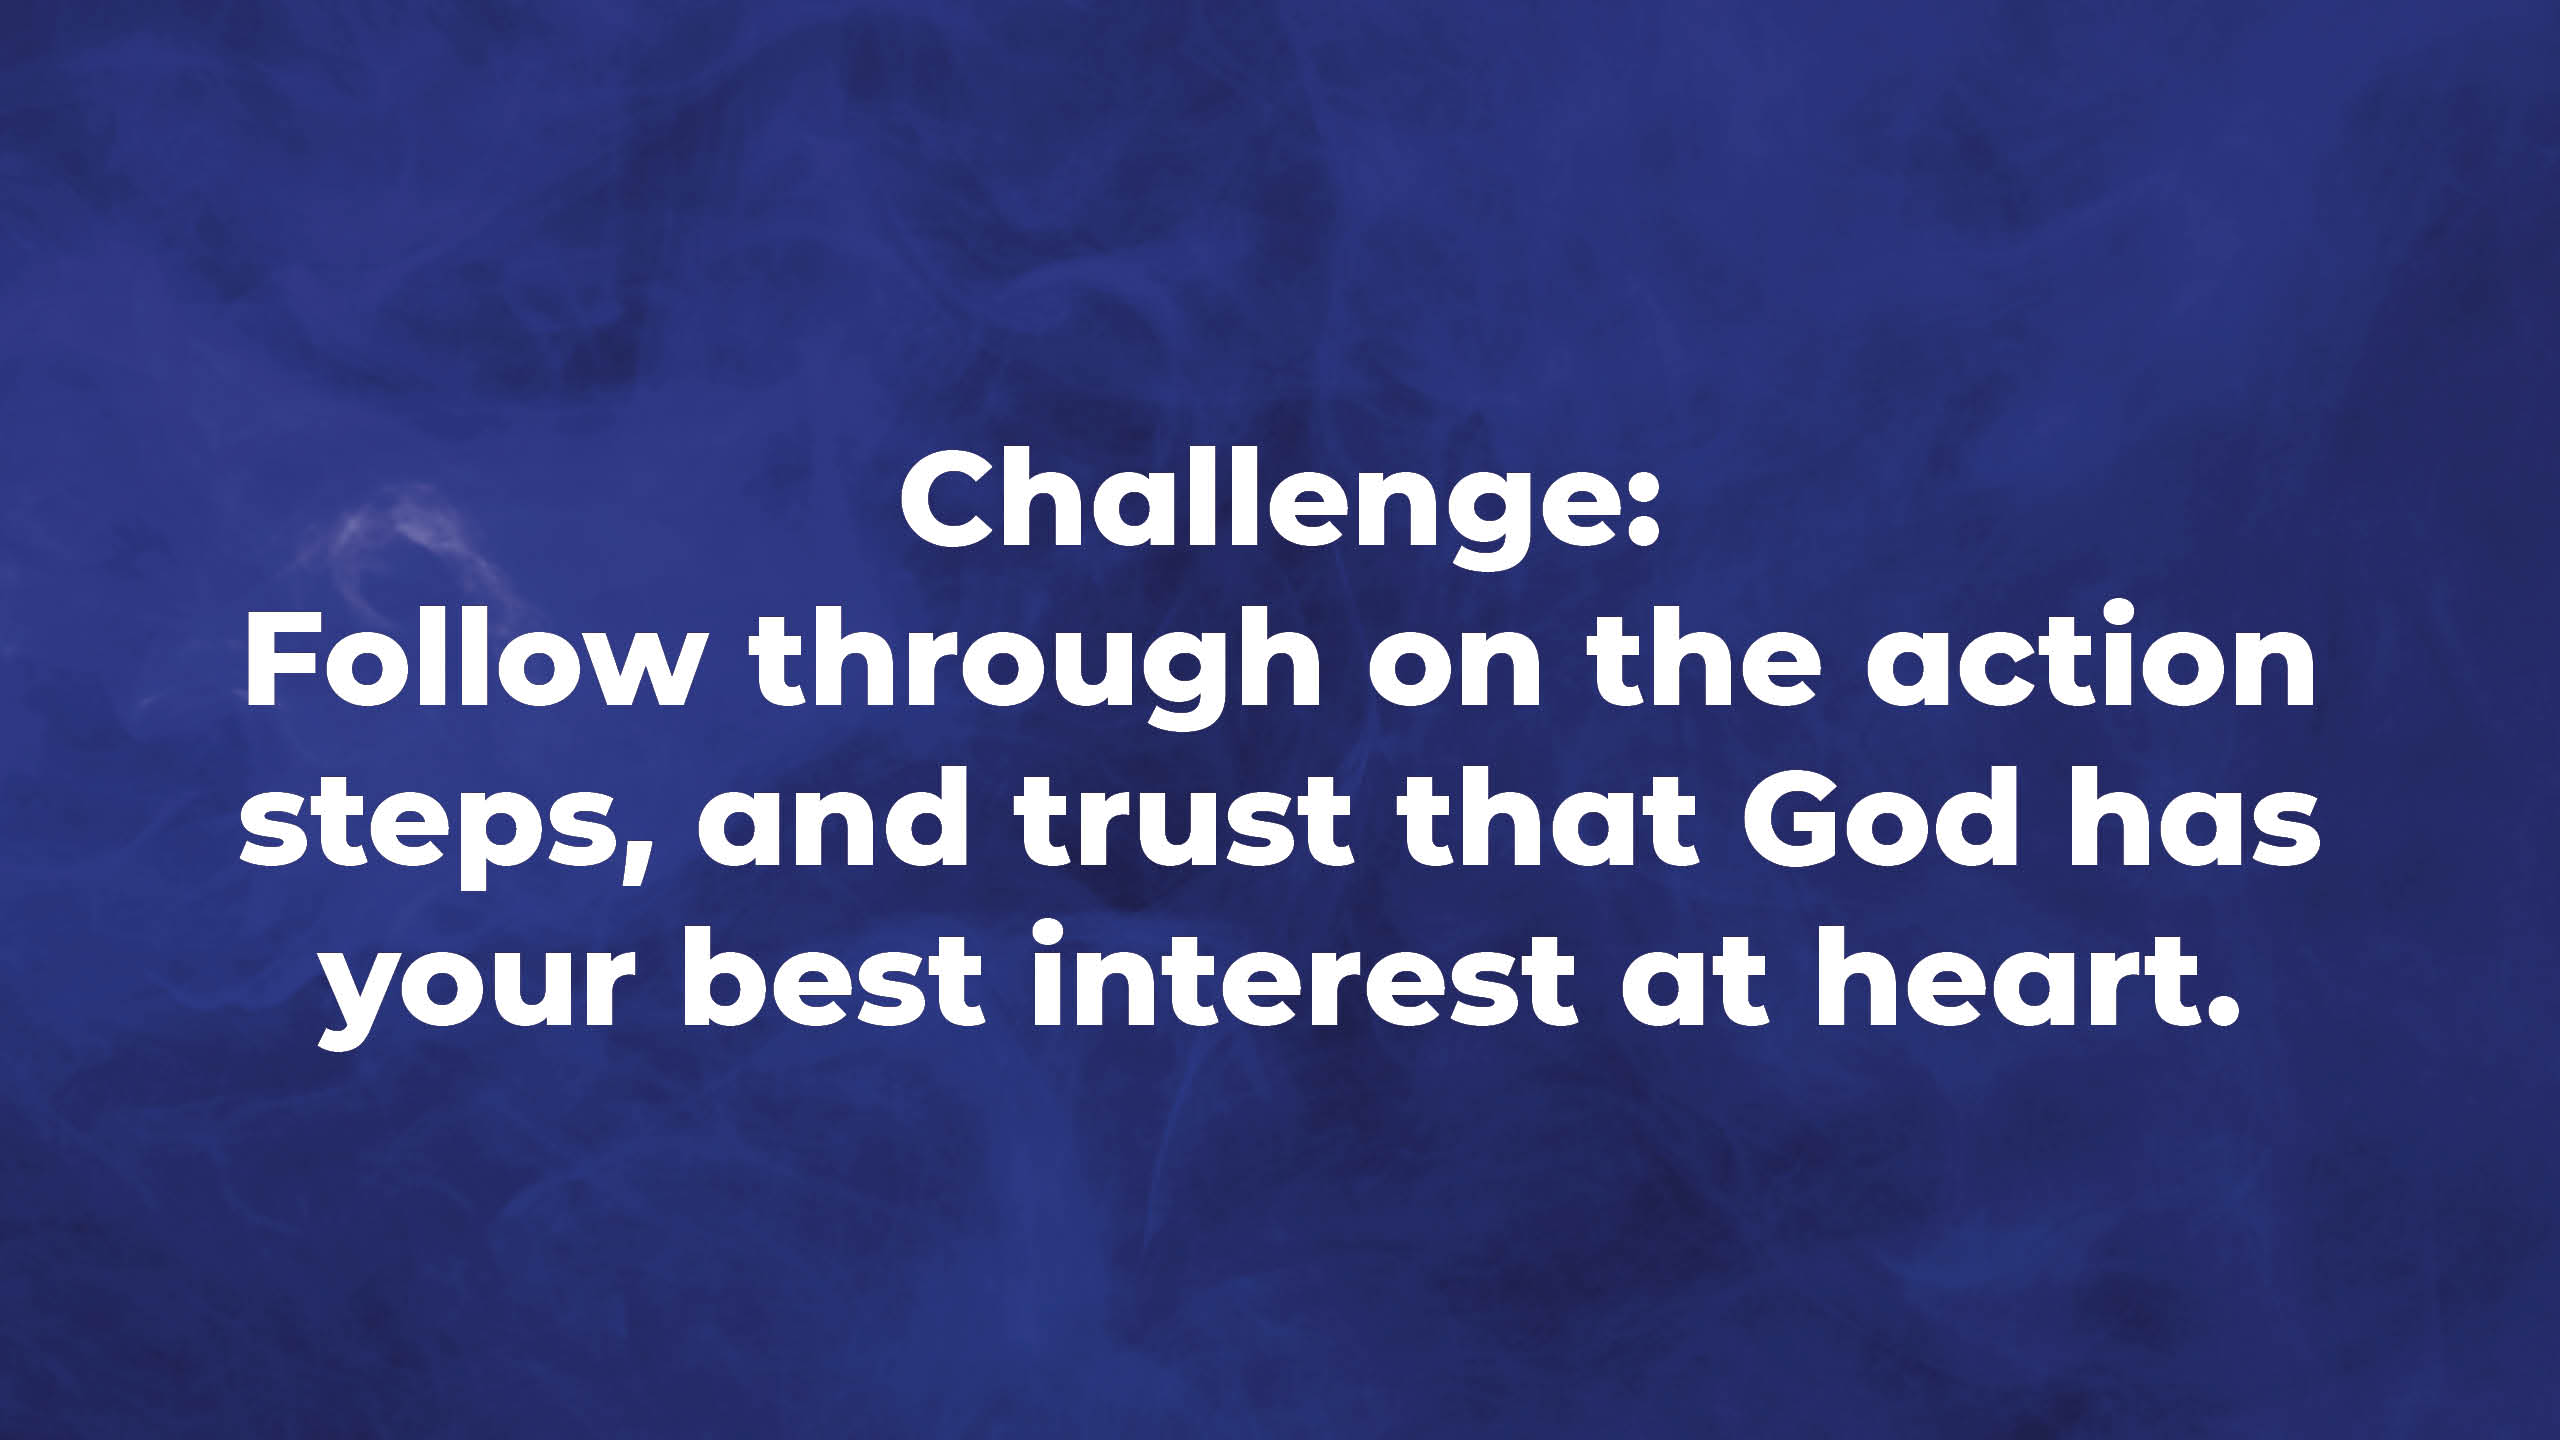 Challenge:
Follow through on the action
steps, and trust that God has
your best interest at heart.